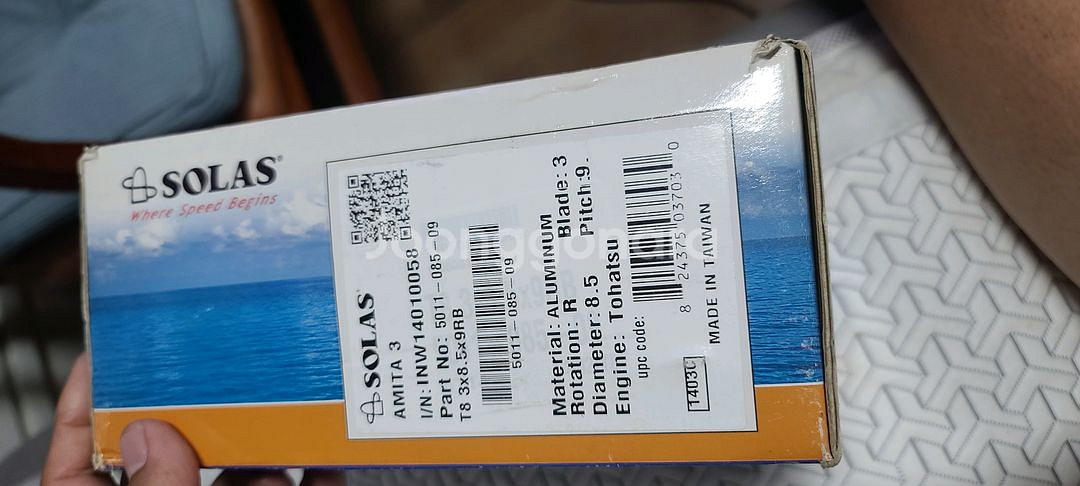 SOLAS®
Where Speed Begins
SOLAS®
AMITA 3
I/N: INW14010058
Part No: 5011-085-09
T8 3x8.5x9RB
5011-085-09
Material: ALUMINUM
Rotation: R Blade: 3
Diameter: 8.5 Pitch:9.
Engine: Tohatsu
upc code:
8 24375 03703 0
1403C
MADE IN TAIWAN
joonggonara